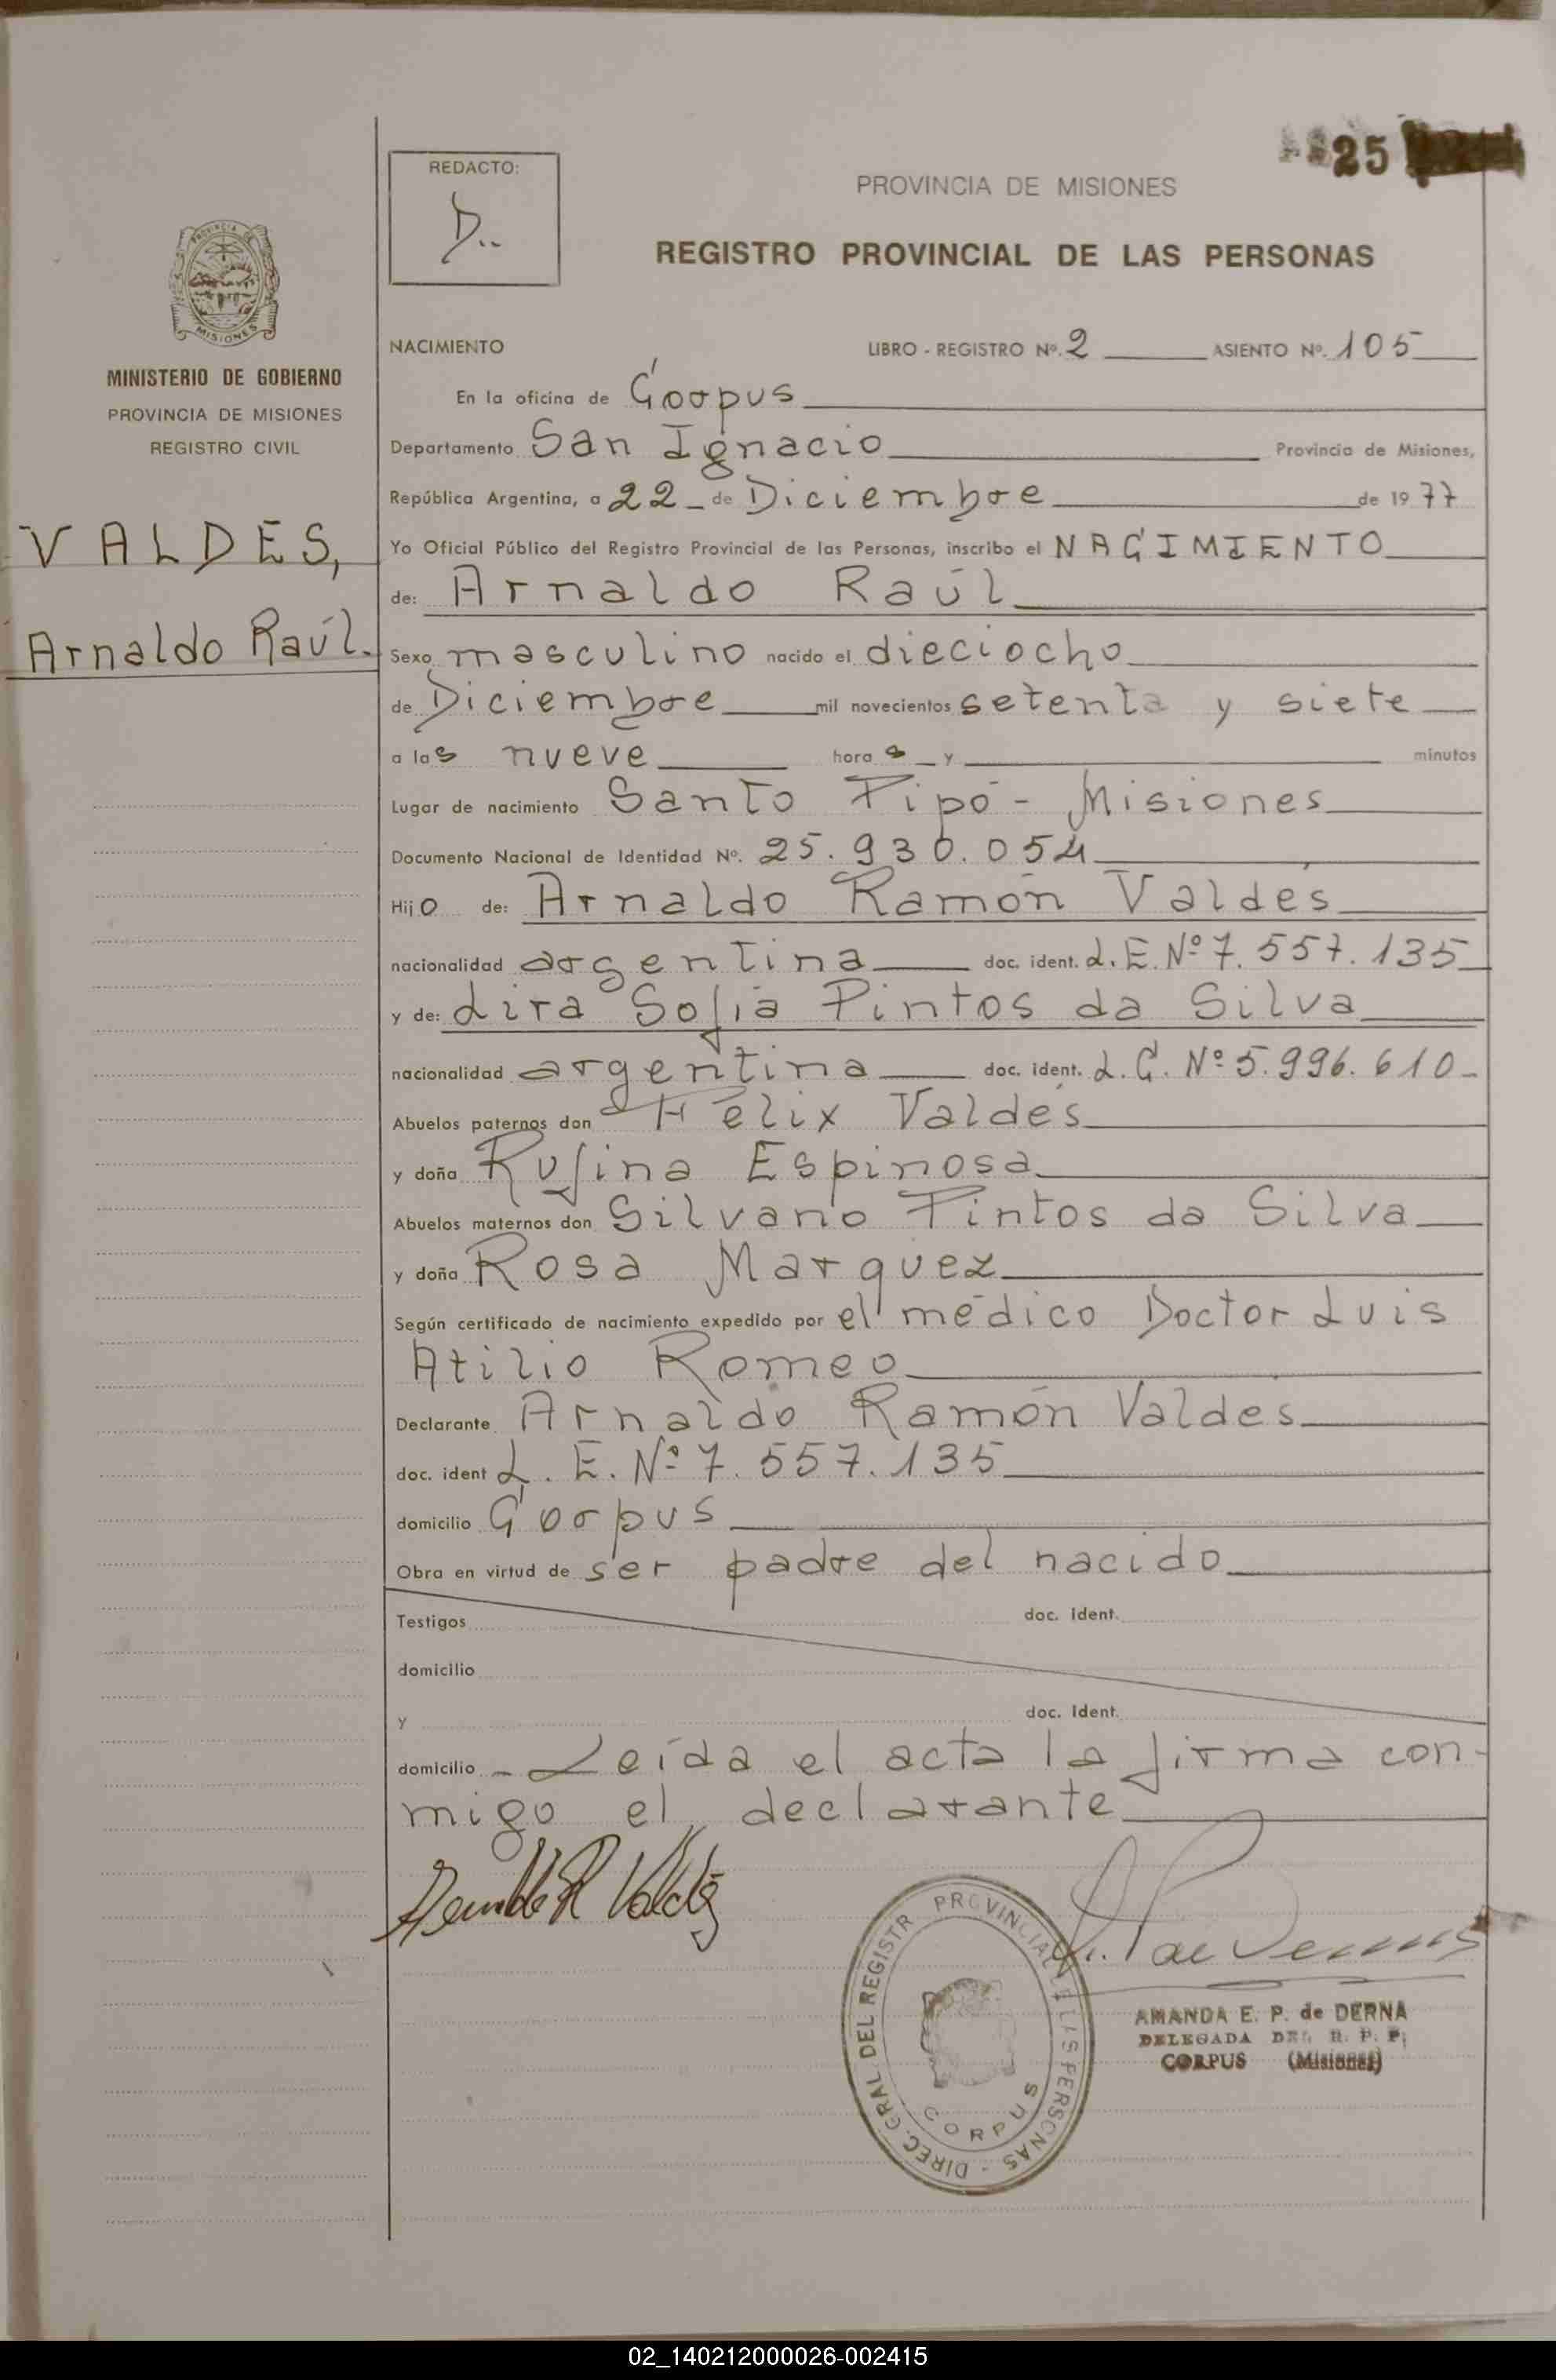 25
REDACTO:
D..
PROVINCIA DE MISIONES
REGISTRO PROVINCIAL DE LAS PERSONAS
PROVINCIA DE
MISIONES
MINISTERIO DE GOBIERNO
PROVINCIA DE MISIONES
REGISTRO CIVIL
VALDES,
Arnaldo Raúl.
NACIMIENTO LIBRO - REGISTRO Nº. 2 ASIENTO Nº. 105
En la oficina de Corpus
Departamento San Ignacio Provincia de Misiones,
República Argentina, a 22 de Diciembre de 1977
Yo Oficial Público del Registro Provincial de las Personas, inscribo el NACIMIENTO
de: Arnaldo Raúl
Sexo masculino nacido el dieciocho
de Diciembre mil novecientos setenta y siete
a las nueve horas y minutos
Lugar de nacimiento Santo Pipó - Misiones
Documento Nacional de Identidad Nº. 25.930.054
Hijo de: Arnaldo Ramón Valdés
nacionalidad argentina doc. ident. L.E. Nº 7.557.135
y de: Lira Sofia Pintos da Silva
nacionalidad argentina doc. ident. L.C. Nº 5.996.610-
Abuelos paternos don Félix Valdés
y doña Rufina Espinosa
Abuelos maternos don Silvano Pintos da Silva
y doña Rosa Marquez
Según certificado de nacimiento expedido por el médico Doctor Luis
Atilio Romeo
Declarante Arnaldo Ramón Valdes
doc. ident L.E. Nº 7.557.135
domicilio Corpus
Obra en virtud de ser padre del nacido
Testigos doc. ident.
domicilio
y doc. ident.
domicilio - Leída el acta la firma con-
migo el declarante
DIREC. GRAL DEL REGISTR. PROVINCIAL PERSONAS -
CORPUS
AMANDA E. P. de DERNA
DELEGADA DEL R. P. P.
CORPUS (Misiones)
02_140212000026-002415